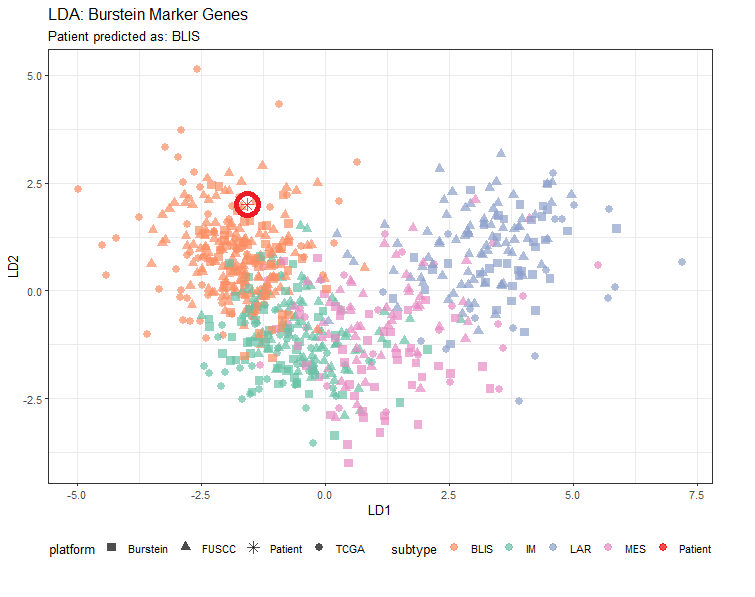 LDA: Burstein Marker Genes
Patient predicted as: BLIS
5.0
2.5
0.0
-2.5
LD2
-5.0 -2.5 0.0 2.5 5.0 7.5
LD1
platform Burstein FUSCC Patient TCGA subtype BLIS IM LAR MES Patient